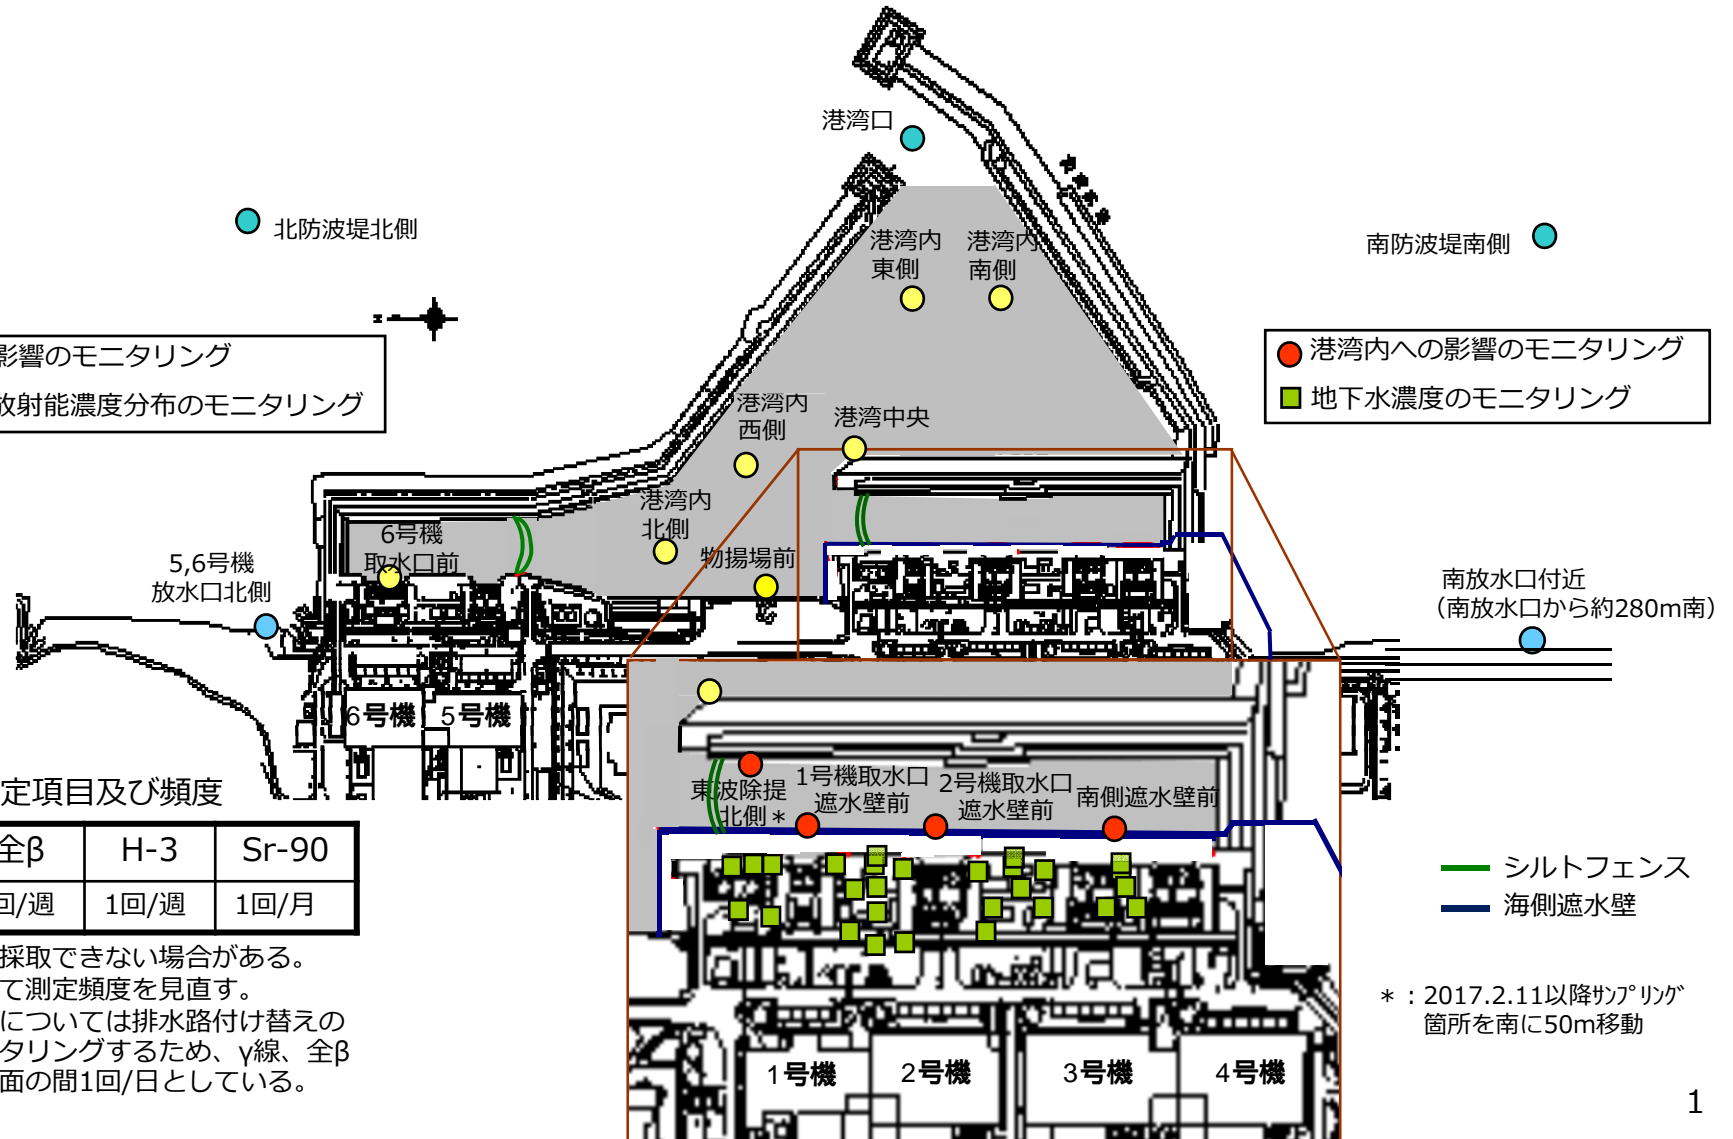 港湾口
北防波堤北側
南防波堤南側
港湾内
東側
港湾内
南側
影響のモニタリング
放射能濃度分布のモニタリング
港湾内への影響のモニタリング
地下水濃度のモニタリング
港湾内
西側
港湾中央
港湾内
北側
物揚場前
6号機
取水口前
5,6号機
放水口北側
南放水口付近
（南放水口から約280m南）
6号機
5号機
東波除堤
北側＊
1号機取水口
遮水壁前
2号機取水口
遮水壁前
南側遮水壁前
定項目及び頻度
全β H-3 Sr-90
回/週 1回/週 1回/月
採取できない場合がある。
て測定頻度を見直す。
については排水路付け替えの
タリングするため、γ線、全β
面の間1回/日としている。
シルトフェンス
海側遮水壁
＊：2017.2.11以降ｻﾝﾌﾟﾘﾝｸﾞ
箇所を南に50m移動
1号機
2号機
3号機
4号機
1